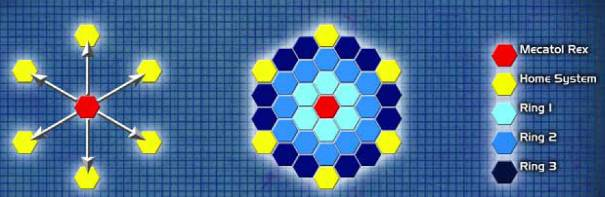 Mecatol Rex
Home System
Ring 1
Ring 2
Ring 3